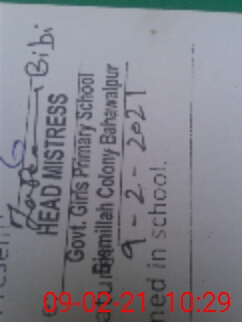 Bibi
HEAD MISTRESS
Govt. Girls Primary School
Bismillah Colony Bahawalpur
9-2-2021
ned in school.
09-02-21 10:29